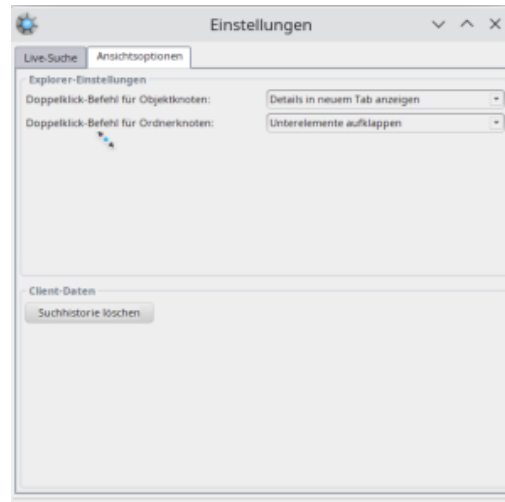 Einstellungen
Live-Suche Ansichtsoptionen
Explorer-Einstellungen
Doppelklick-Befehl für Objektknoten: Details in neuem Tab anzeigen
Doppelklick-Befehl für Ordnerknoten: Unterelemente aufklappen
Client-Daten
Suchhistorie löschen